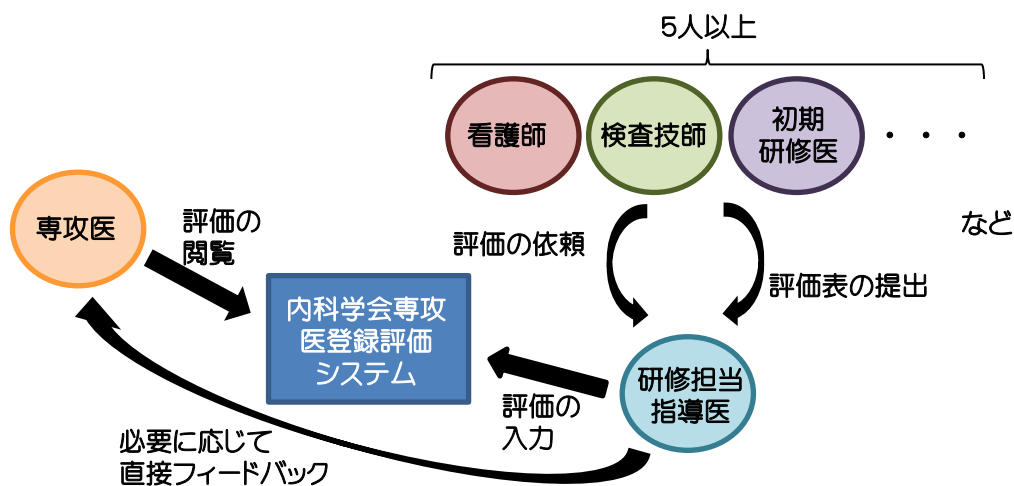 5人以上
看護師
検査技師
初期
研修医
・・・
など
専攻医
評価の
閲覧
評価の依頼
評価表の提出
内科学会専攻
医登録評価
システム
研修担当
指導医
評価の
入力
必要に応じて
直接フィードバック